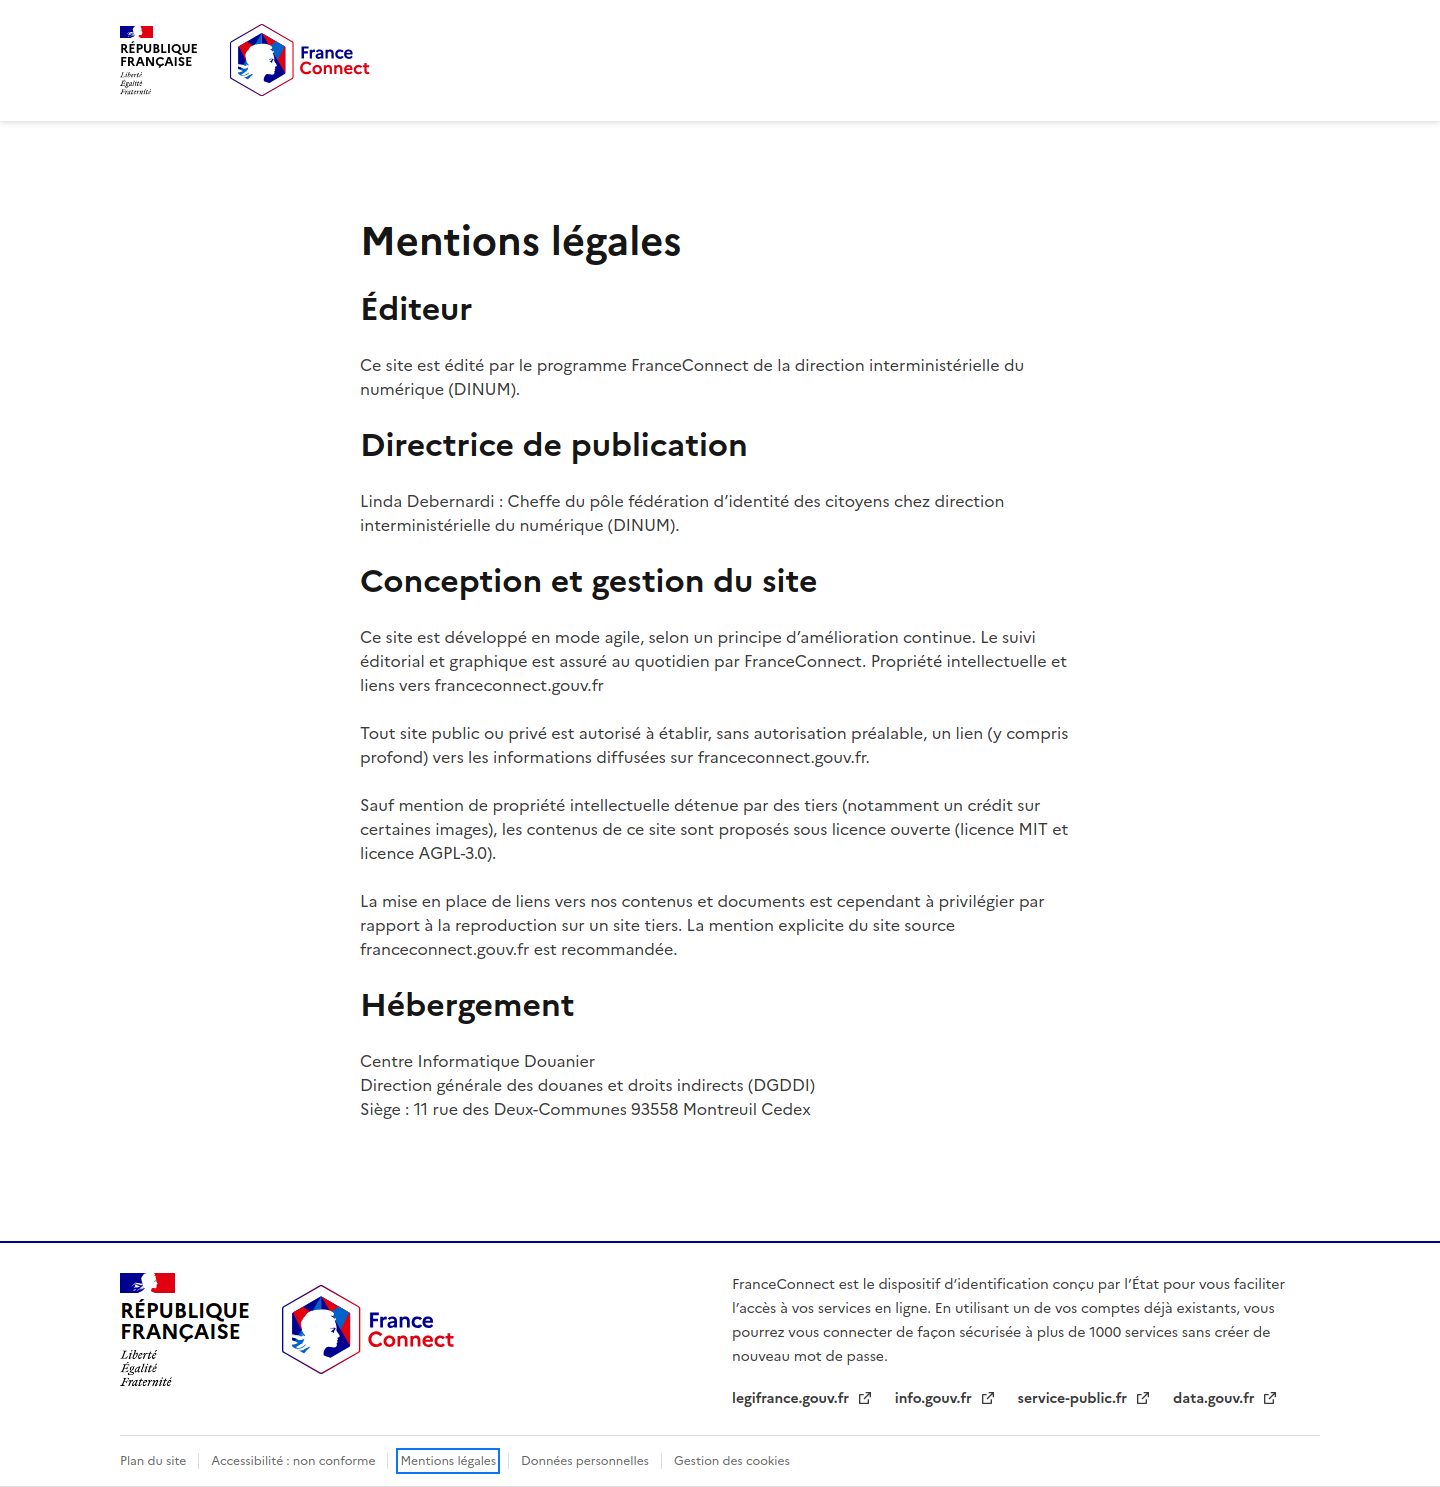 RÉPUBLIQUE
FRANÇAISE
Liberté
Égalité
Fraternité
France
Connect
Mentions légales
Éditeur
Ce site est édité par le programme FranceConnect de la direction interministérielle du
numérique (DINUM).
Directrice de publication
Linda Debernardi : Cheffe du pôle fédération d’identité des citoyens chez direction
interministérielle du numérique (DINUM).
Conception et gestion du site
Ce site est développé en mode agile, selon un principe d’amélioration continue. Le suivi
éditorial et graphique est assuré au quotidien par FranceConnect. Propriété intellectuelle et
liens vers franceconnect.gouv.fr
Tout site public ou privé est autorisé à établir, sans autorisation préalable, un lien (y compris
profond) vers les informations diffusées sur franceconnect.gouv.fr.
Sauf mention de propriété intellectuelle détenue par des tiers (notamment un crédit sur
certaines images), les contenus de ce site sont proposés sous licence ouverte (licence MIT et
licence AGPL-3.0).
La mise en place de liens vers nos contenus et documents est cependant à privilégier par
rapport à la reproduction sur un site tiers. La mention explicite du site source
franceconnect.gouv.fr est recommandée.
Hébergement
Centre Informatique Douanier
Direction générale des douanes et droits indirects (DGDDI)
Siège : 11 rue des Deux-Communes 93558 Montreuil Cedex
RÉPUBLIQUE
FRANÇAISE
Liberté
Égalité
Fraternité
France
Connect
FranceConnect est le dispositif d’identification conçu par l’État pour vous faciliter
l’accès à vos services en ligne. En utilisant un de vos comptes déjà existants, vous
pourrez vous connecter de façon sécurisée à plus de 1000 services sans créer de
nouveau mot de passe.
legifrance.gouv.fr info.gouv.fr service-public.fr data.gouv.fr
Plan du site Accessibilité : non conforme Mentions légales Données personnelles Gestion des cookies